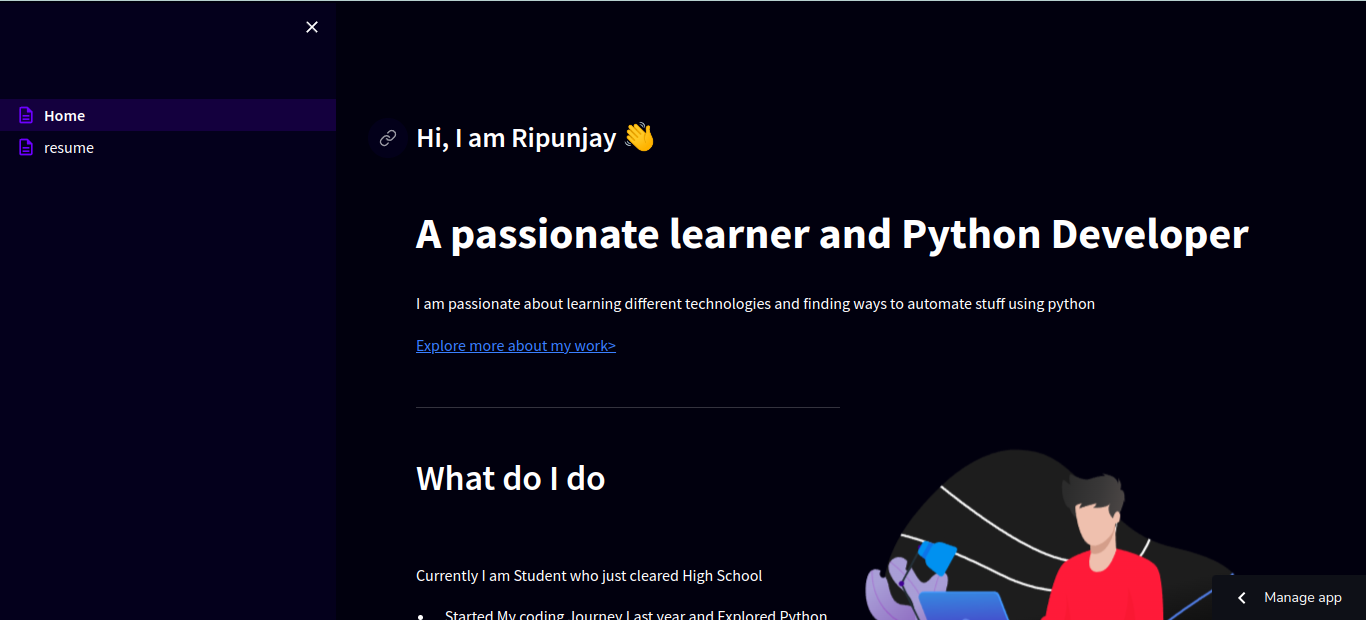 Home
resume
Hi, I am Ripunjay 👋
A passionate learner and Python Developer
I am passionate about learning different technologies and finding ways to automate stuff using python
Explore more about my work>
What do I do
Currently I am Student who just cleared High School
• Started My coding Journey Last year and Explored Python
Manage app